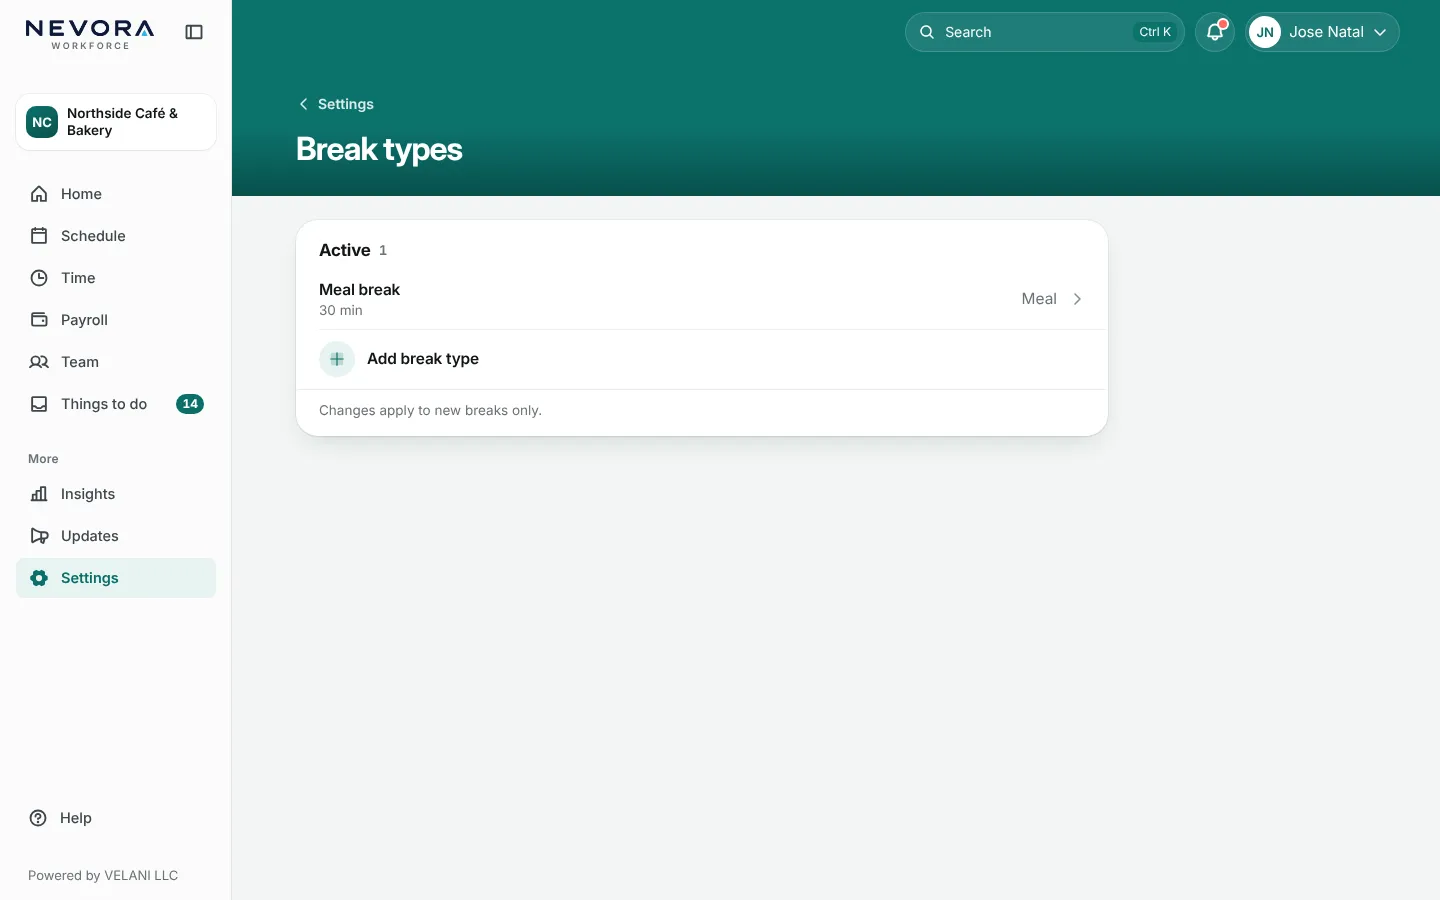 NEVORA
WORKFORCE
Search
Ctrl K
JN
Jose Natal
NC
Northside Café &
Bakery
Settings
Break types
Home
Schedule
Time
Payroll
Team
Things to do
14
More
Insights
Updates
Settings
Active 1
Meal break
30 min
Meal
Add break type
Changes apply to new breaks only.
Help
Powered by VELANI LLC